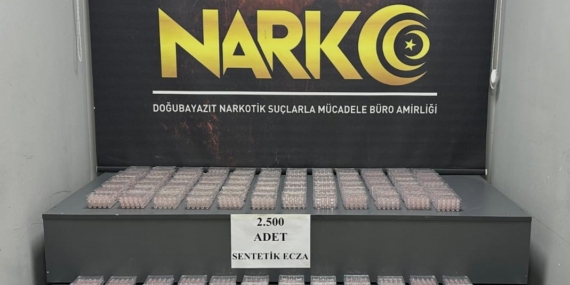 NARKO
DOĞUBAYAZIT NARKOTİK SUÇLARLA MÜCADELE BÜRO AMİRLİĞİ
2.500
ADET
SENTETİK ECZA